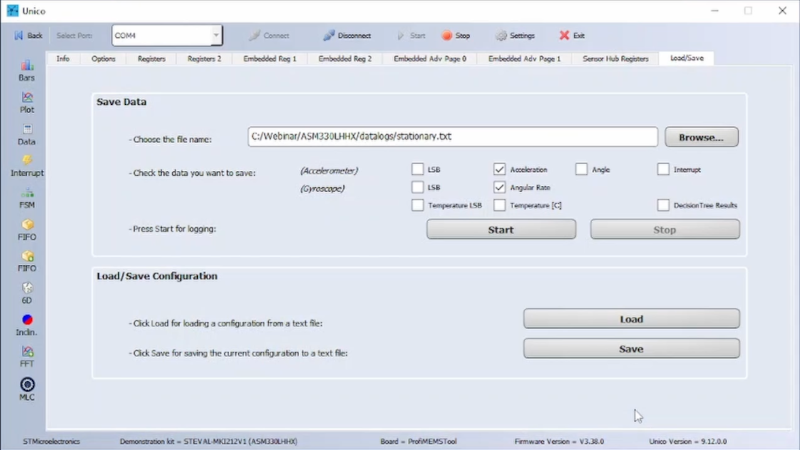 Unico
Back Select Port: COM4 Connect Disconnect Start Stop Settings Exit
Info Options Registers Registers 2 Embedded Reg 1 Embedded Reg 2 Embedded Adv Page 0 Embedded Adv Page 1 Sensor Hub Registers Load/Save
Bars
Plot
Data
Interrupt
FSM
FIFO
FIFO
6D
Inclin.
FFT
MLC
Save Data
- Choose the file name: C:/Webinar/ASM330LHHX/datalogs/stationary.txt Browse...
- Check the data you want to save: (Accelerometer) LSB Acceleration Angle Interrupt
(Gyroscope) LSB Angular Rate
Temperature LSB Temperature [C] DecisionTree Results
- Press Start for logging: Start Stop
Load/Save Configuration
- Click Load for loading a configuration from a text file: Load
- Click Save for saving the current configuration to a text file: Save
STMicroelectronics Demonstration kit = STEVAL-MKI212V1 (ASM330LHHX) Board = ProfiMEMSTool Firmware Version = V3.38.0 Unico Version = 9.12.0.0